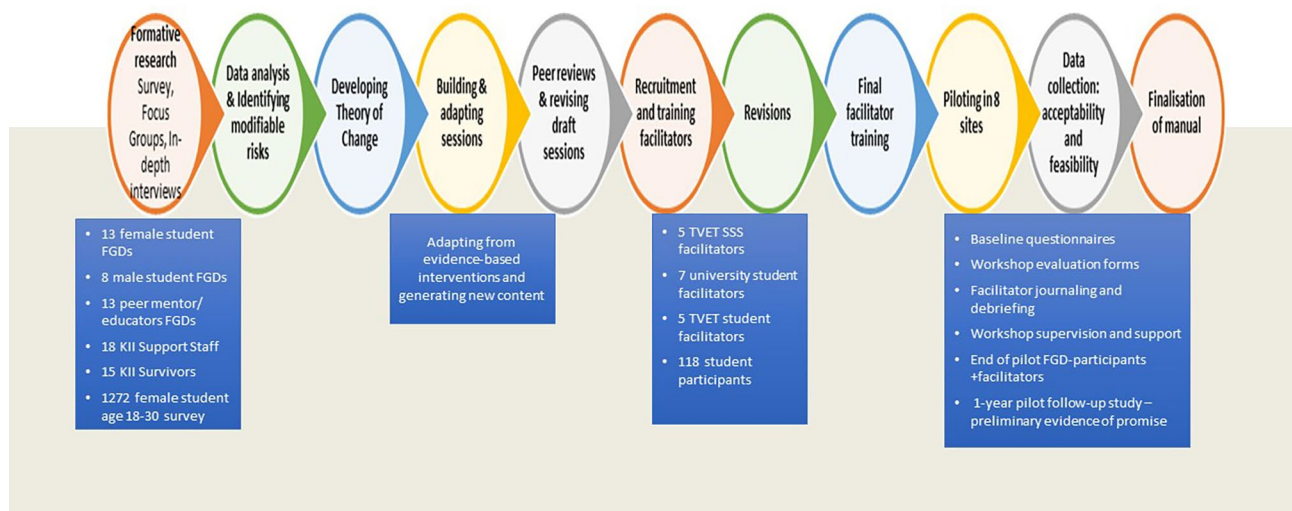 Formative
research
Survey,
Focus
Groups, In-
depth
interviews
Data analysis
& Identifying
modifiable
risks
Developing
Theory of
Change
Building &
adapting
sessions
Peer reviews
& revising
draft
sessions
Recruitment
and training
facilitators
Revisions
Final
facilitator
training
Piloting in 8
sites
Data
collection:
acceptability
and
feasibility
Finalisation
of manual
• 13 female student
FGDs
• 8 male student FGDs
• 13 peer mentor/
educators FGDs
• 18 KII Support Staff
• 15 KII Survivors
• 1272 female student
age 18-30 survey
Adapting from
evidence-based
interventions and
generating new content
• 5 TVET SSS
facilitators
• 7 university student
facilitators
• 5 TVET student
facilitators
• 118 student
participants
• Baseline questionnaires
• Workshop evaluation forms
• Facilitator journaling and
debriefing
• Workshop supervision and support
• End of pilot FGD-participants
+facilitators
• 1-year pilot follow-up study –
preliminary evidence of promise